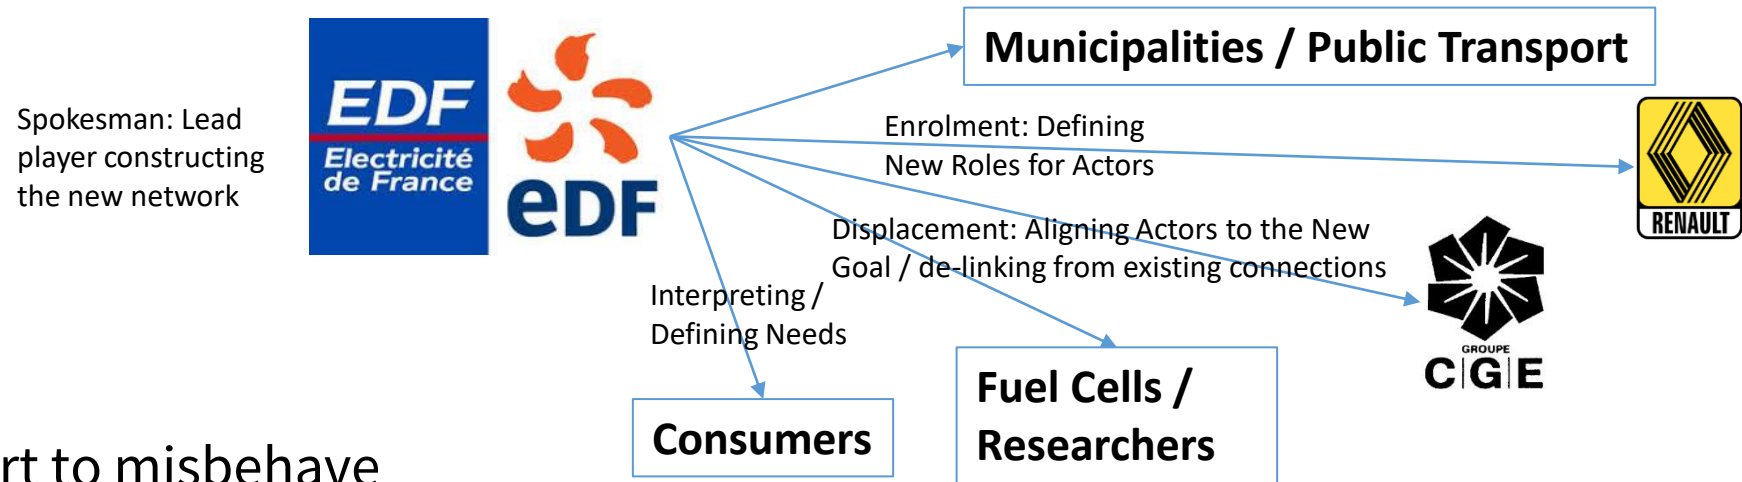 Municipalities / Public Transport
Spokesman: Lead
player constructing
the new network
EDF
Electricité
de France
eDF
Enrolment: Defining
New Roles for Actors
RENAULT
Displacement: Aligning Actors to the New
Goal / de-linking from existing connections
Interpreting /
Defining Needs
GROUPE
C|G|E
Fuel Cells /
Researchers
Consumers
rt to misbehave